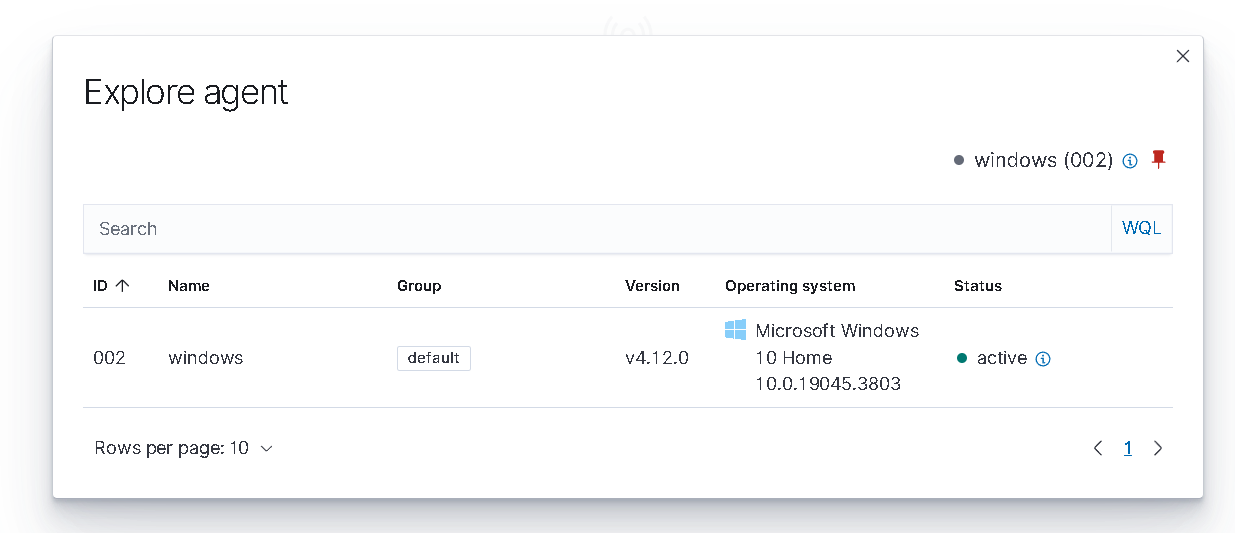 Explore agent
windows (002)
Search
WQL
ID Name Group Version Operating system Status
002 windows default v4.12.0 Microsoft Windows
10 Home
10.0.19045.3803 active
Rows per page: 10
1